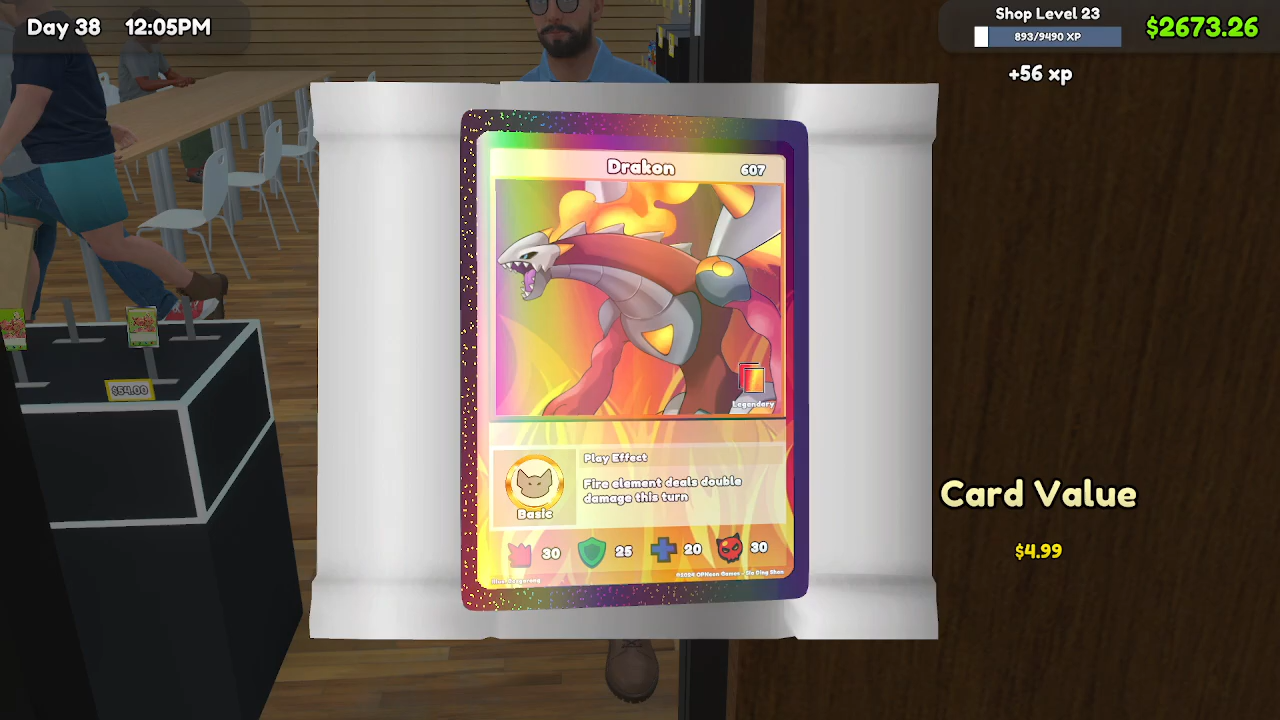 Day 38 12:05PM
Shop Level 23
893/9490 XP
$2673.26
+56 xp
Drakon 607
Legendary
Play Effect
Fire element deals double
damage this turn
Basic
30 25 20 30
$54.00
Card Value
$4.99